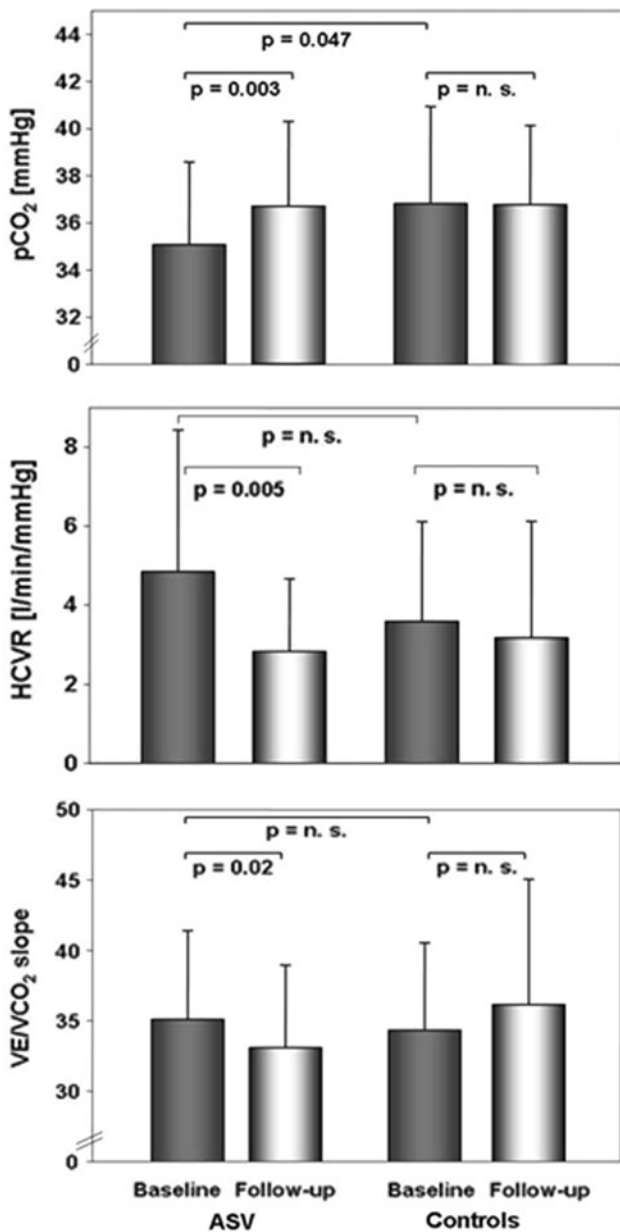 44
p = 0.047
42
p = 0.003
p = n. s.
40
38
36
34
32
0
pCO₂ [mmHg]
p = n. s.
8
p = 0.005
p = n. s.
6
4
2
0
HCVR [l/min/mmHg]
50
p = n. s.
p = 0.02
p = n. s.
45
40
35
30
0
VE/VCO₂ slope
Baseline Follow-up Baseline Follow-up
ASV Controls